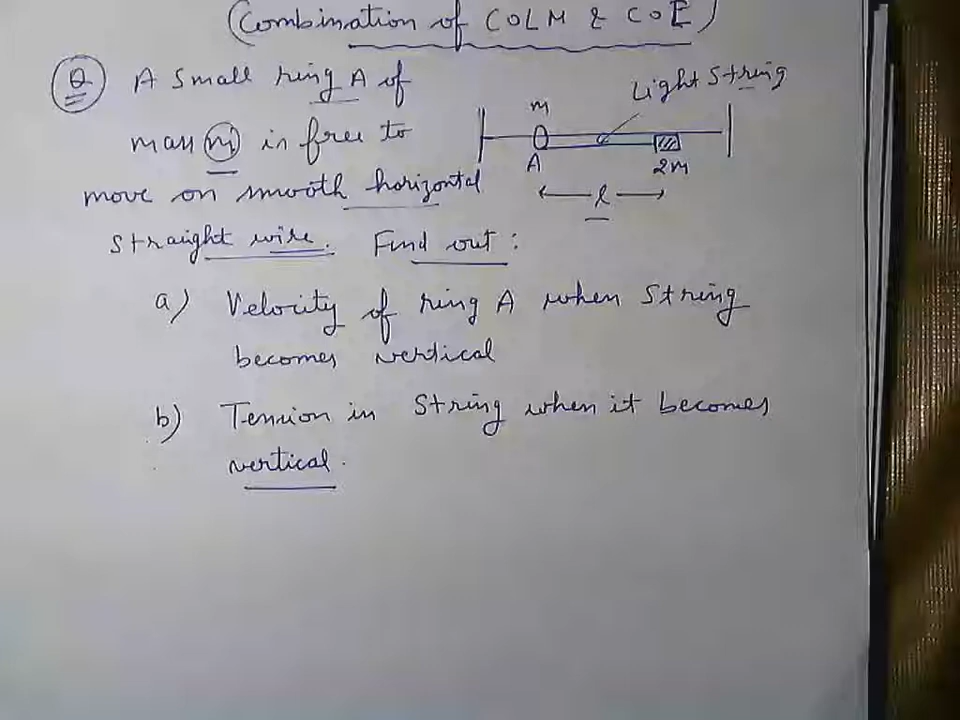 (Combination of COLM & COE)
Q A small ring A of
mass m is free to
move on smooth horizontal
straight wire. Find out :
Light String
m
A
2m
l
a) Velocity of ring A when string
becomes vertical
b) Tension in string when it becomes
vertical.